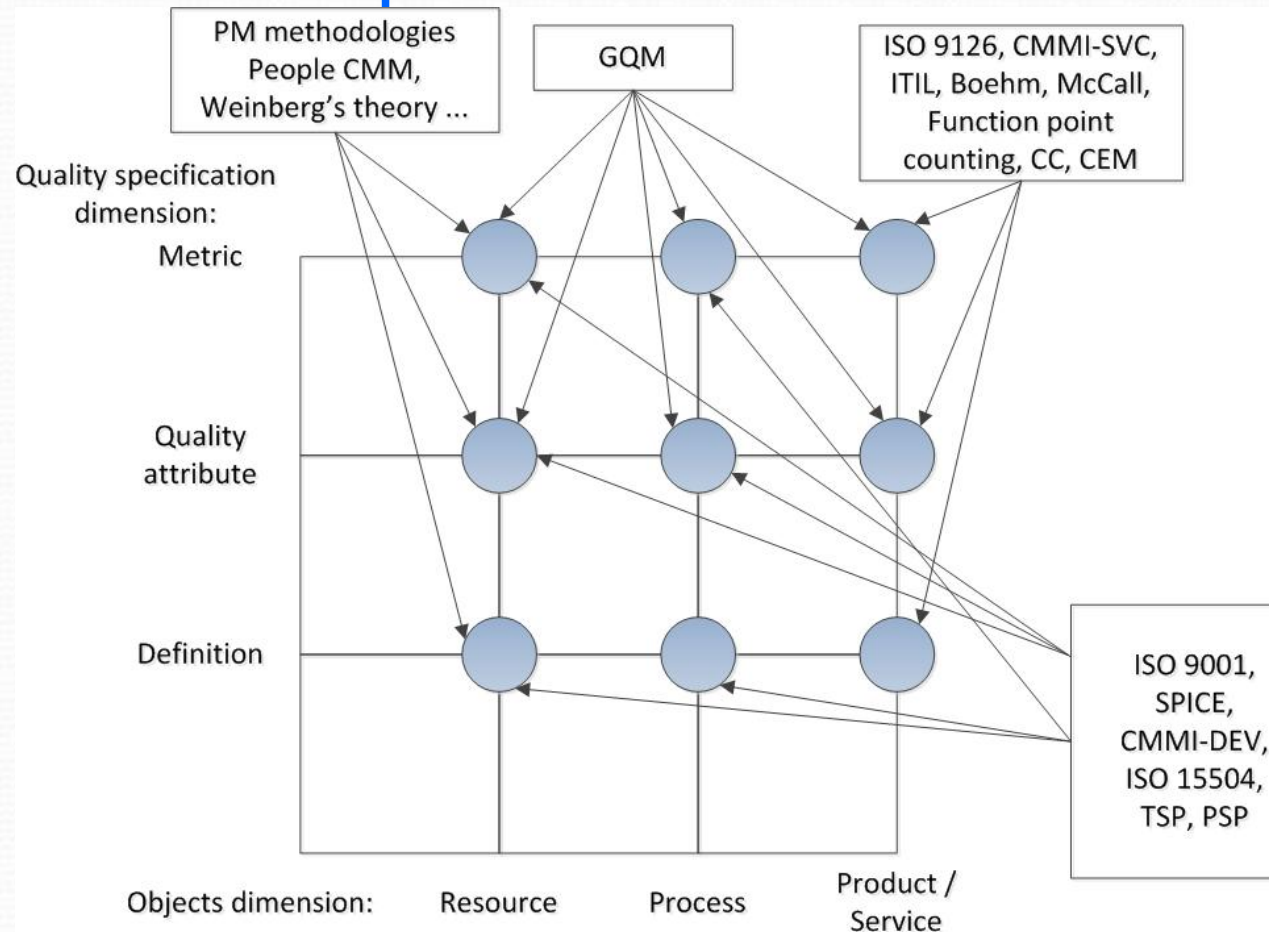 PM methodologies
People CMM,
Weinberg's theory ...
GQM
ISO 9126, CMMI-SVC,
ITIL, Boehm, McCall,
Function point
counting, CC, CEM
Quality specification
dimension:
Metric
Quality
attribute
Definition
ISO 9001,
SPICE,
CMMI-DEV,
ISO 15504,
TSP, PSP
Objects dimension:
Resource
Process
Product /
Service